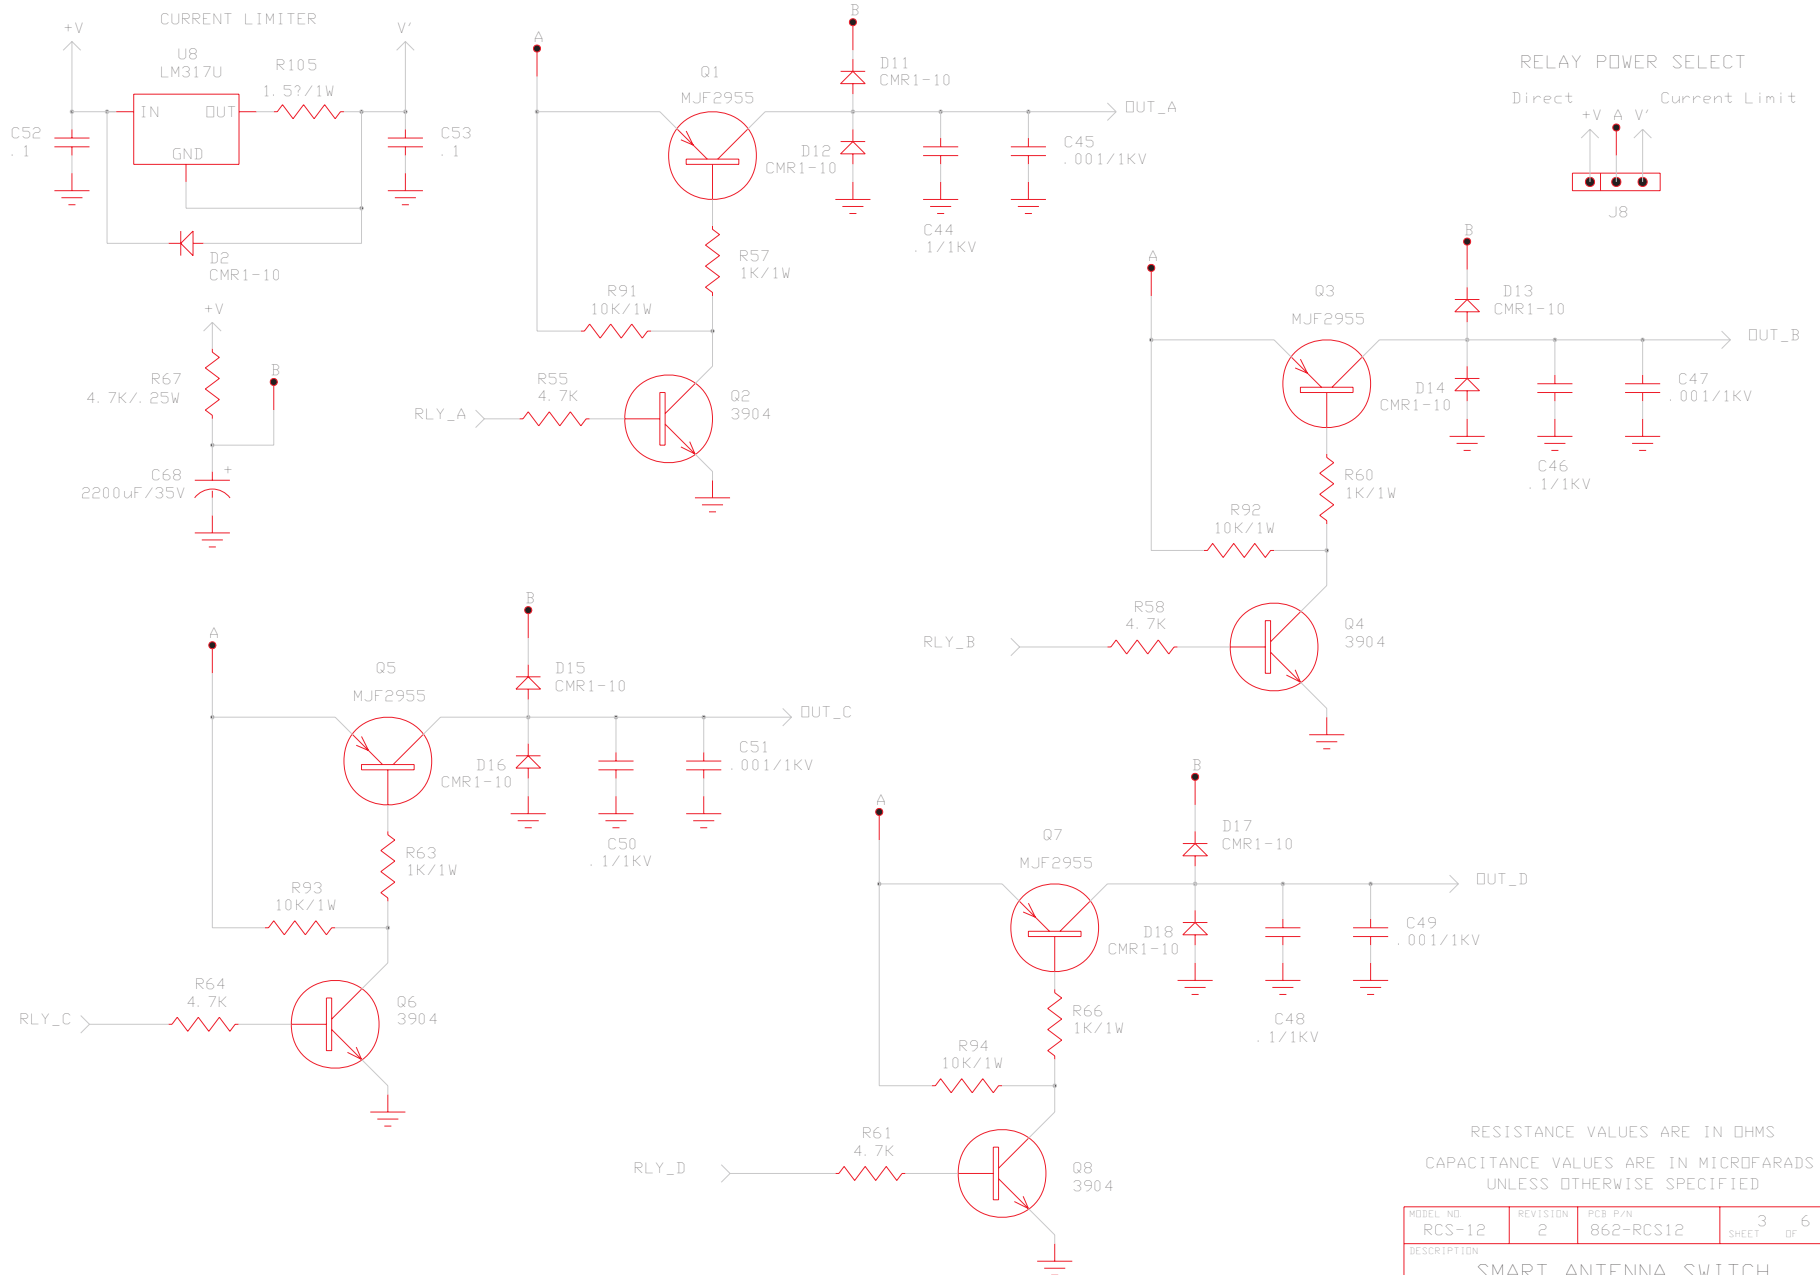 CURRENT LIMITER
+V
V'
U8
LM317U
R105
1.5?/1W
IN
OUT
GND
C52
.1
C53
.1
D2
CMR1-10
+V
R67
4.7K/.25W
B
C68
+
2200uF/35V
A
Q1
MJF2955
B
D11
CMR1-10
OUT_A
D12
CMR1-10
C45
.001/1KV
C44
.1/1KV
R57
1K/1W
R91
10K/1W
R55
4.7K
RLY_A
Q2
3904
RELAY POWER SELECT
Direct
Current Limit
+V A V'
J8
A
Q3
MJF2955
B
D13
CMR1-10
OUT_B
D14
CMR1-10
C47
.001/1KV
C46
.1/1KV
R60
1K/1W
R92
10K/1W
R58
4.7K
RLY_B
Q4
3904
A
Q5
MJF2955
B
D15
CMR1-10
OUT_C
D16
CMR1-10
C51
.001/1KV
C50
.1/1KV
R63
1K/1W
R93
10K/1W
R64
4.7K
RLY_C
Q6
3904
A
Q7
MJF2955
B
D17
CMR1-10
OUT_D
D18
CMR1-10
C49
.001/1KV
C48
.1/1KV
R66
1K/1W
R94
10K/1W
R61
4.7K
RLY_D
Q8
3904
RESISTANCE VALUES ARE IN OHMS
CAPACITANCE VALUES ARE IN MICROFARADS
UNLESS OTHERWISE SPECIFIED
MODEL NO.
RCS-12
REVISION
2
PCB P/N
862-RCS12
SHEET 3 OF 6
DESCRIPTION
SMART ANTENNA SWITCH